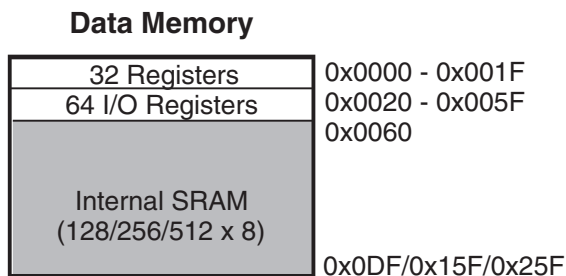 Data Memory
32 Registers 0x0000 - 0x001F
64 I/O Registers 0x0020 - 0x005F
0x0060
Internal SRAM
(128/256/512 x 8)
0x0DF/0x15F/0x25F